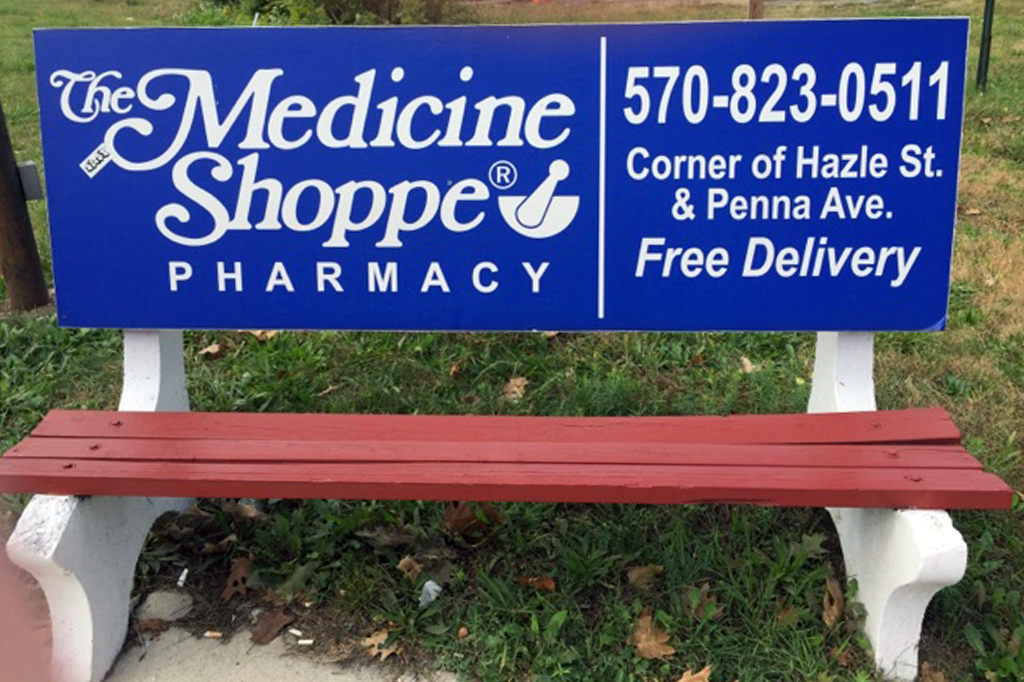 The Medicine
Shoppe®
PHARMACY
570-823-0511
Corner of Hazle St.
& Penna Ave.
Free Delivery